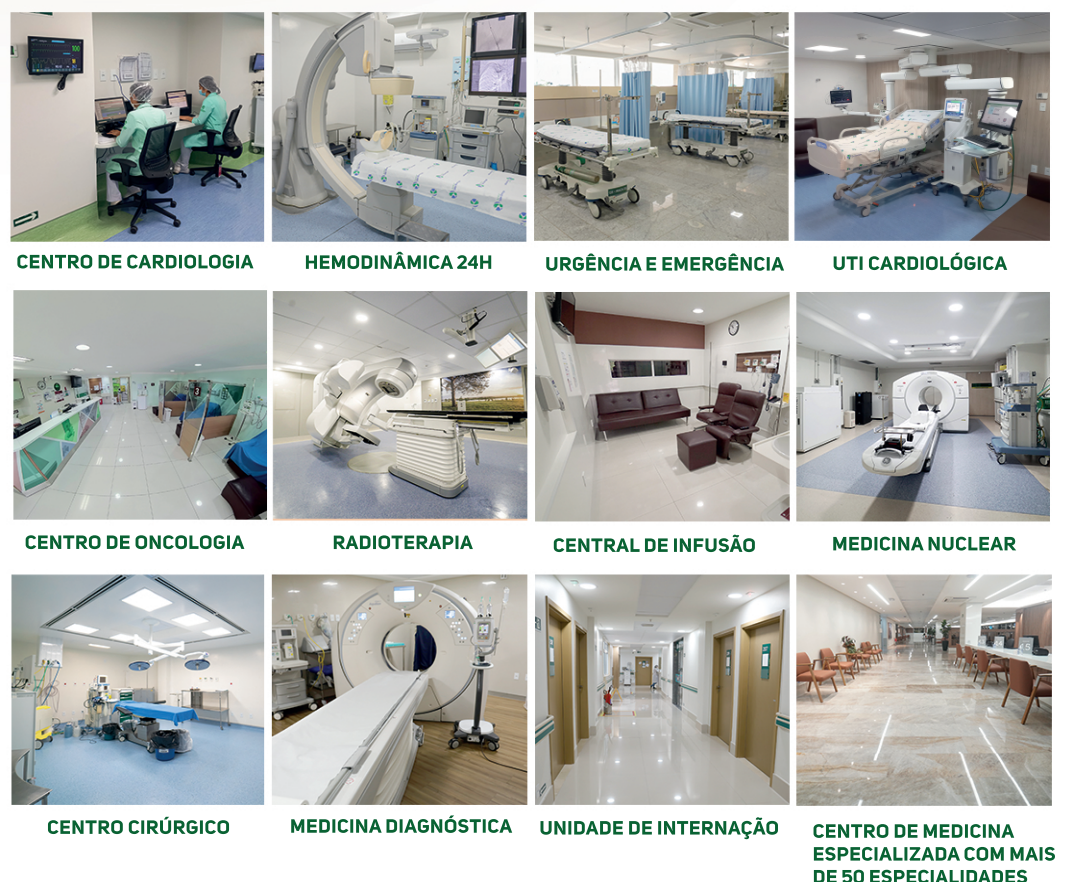 CENTRO DE CARDIOLOGIA
HEMODINÂMICA 24H
URGÊNCIA E EMERGÊNCIA
UTI CARDIOLÓGICA
CENTRO DE ONCOLOGIA
RADIOTERAPIA
CENTRAL DE INFUSÃO
MEDICINA NUCLEAR
CENTRO CIRÚRGICO
MEDICINA DIAGNÓSTICA
UNIDADE DE INTERNAÇÃO
CENTRO DE MEDICINA
ESPECIALIZADA COM MAIS
DE 50 ESPECIALIDADES